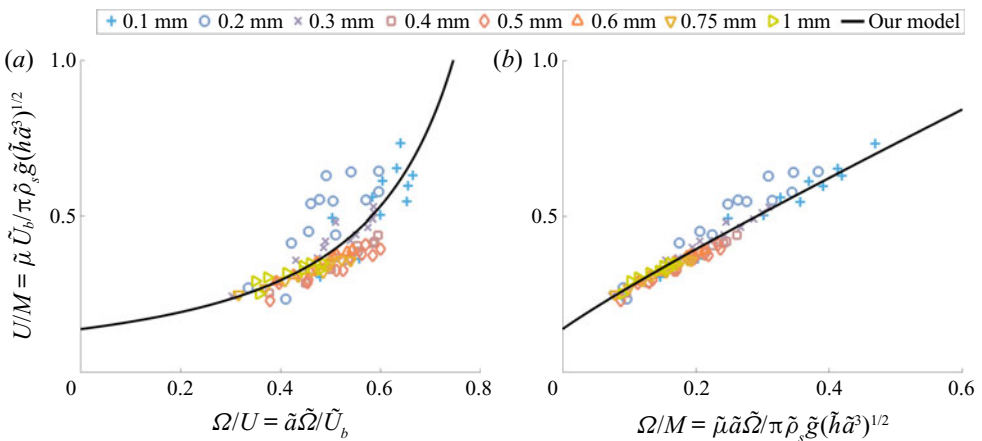 0.1 mm 0.2 mm 0.3 mm 0.4 mm 0.5 mm 0.6 mm 0.75 mm 1 mm Our model
(a) (b)
1.0 1.0
0.5 0.5
0 0.2 0.4 0.6 0.8 0 0.2 0.4 0.6
U/M = μ̃ Ũ_b/πρ̃_s g̃(h̃ã³)^{1/2}
Ω/U = ãΩ̃/Ũ_b
Ω/M = μ̃ãΩ̃/πρ̃_s g̃(h̃ã³)^{1/2}